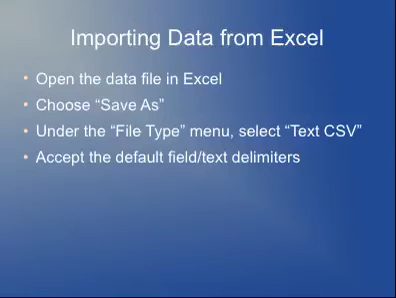 Importing Data from Excel
• Open the data file in Excel
• Choose “Save As”
• Under the “File Type” menu, select “Text CSV”
• Accept the default field/text delimiters